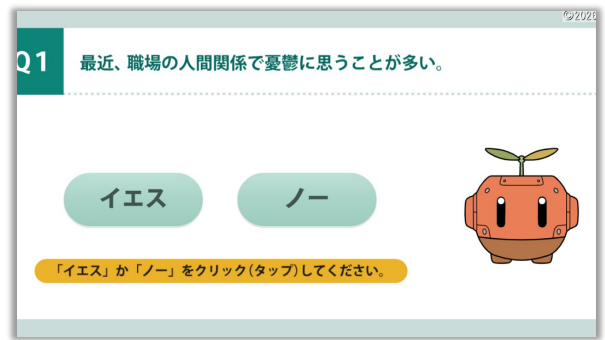 ©2026
Q1
最近、職場の人間関係で憂鬱に思うことが多い。
イエス
ノー
「イエス」か「ノー」をクリック(タップ)してください。